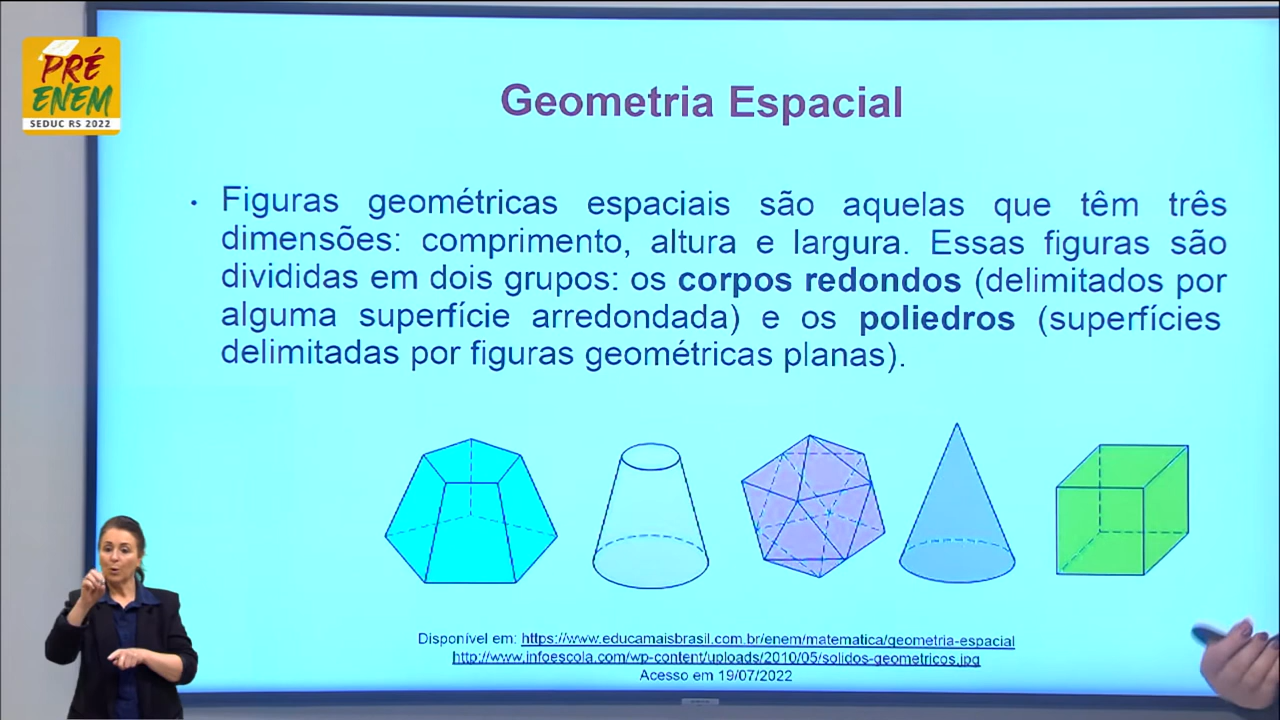 PRÉ
ENEM
SEDUC RS 2022
Geometria Espacial
• Figuras geométricas espaciais são aquelas que têm três
dimensões: comprimento, altura e largura. Essas figuras são
divididas em dois grupos: os corpos redondos (delimitados por
alguma superfície arredondada) e os poliedros (superfícies
delimitadas por figuras geométricas planas).
Disponível em: https://www.educamaisbrasil.com.br/enem/matematica/geometria-espacial
http://www.infoescola.com/wp-content/uploads/2010/05/solidos-geometricos.jpg
Acesso em 19/07/2022